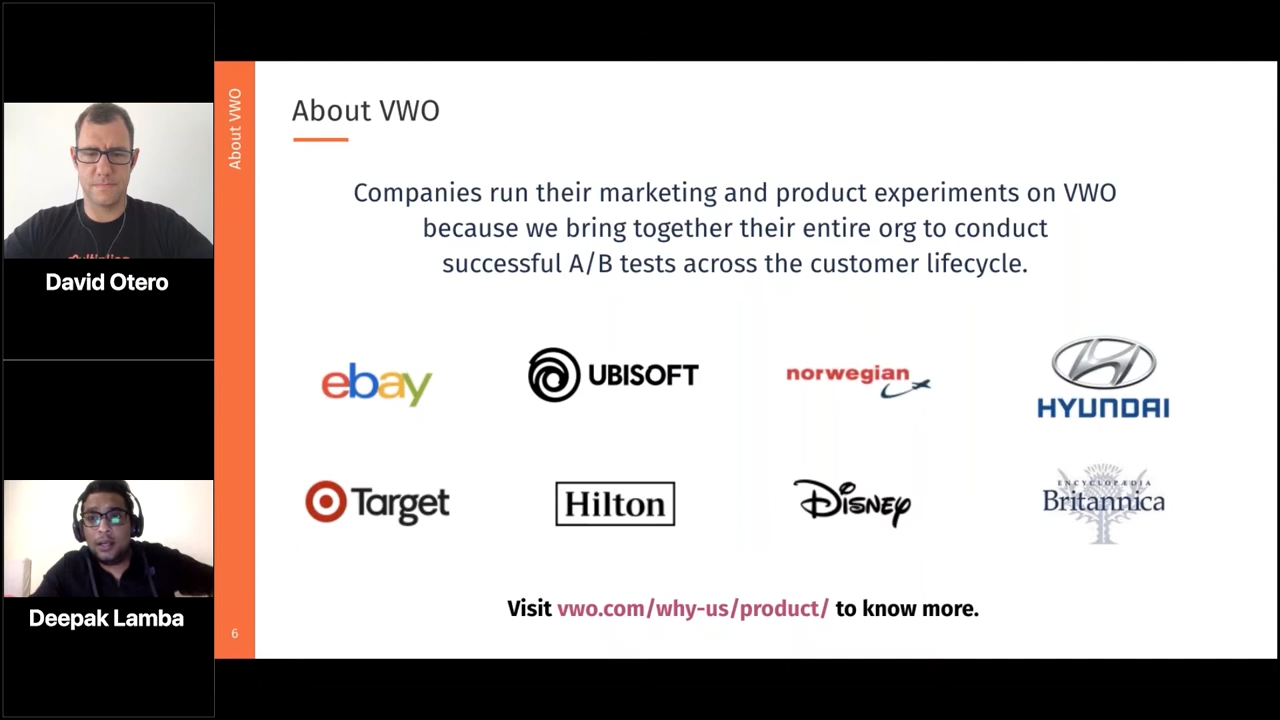 About VWO
About VWO
Companies run their marketing and product experiments on VWO
because we bring together their entire org to conduct
successful A/B tests across the customer lifecycle.
ebay
UBISOFT
norwegian
HYUNDAI
Target
Hilton
Disney
ENCYCLOPÆDIA
Britannica
Visit vwo.com/why-us/product/ to know more.
6
David Otero
Deepak Lamba